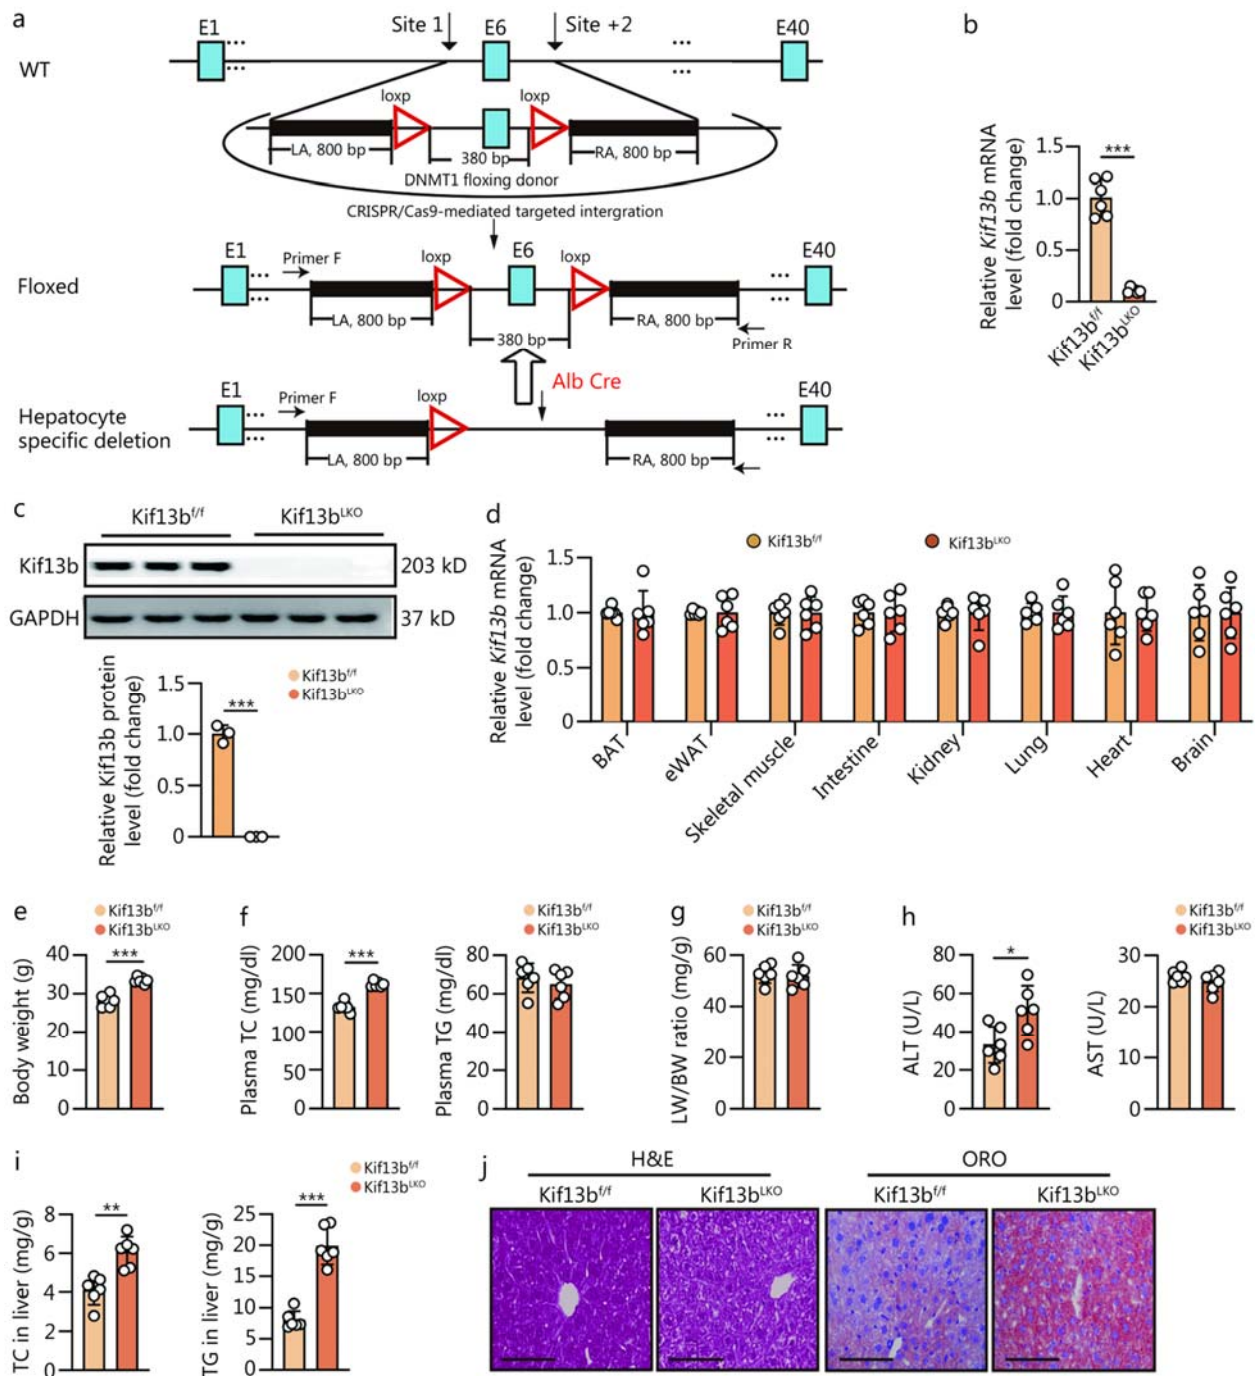 a
E1
Site 1
E6
Site +2
E40
WT
loxp
loxp
LA, 800 bp
380 bp
RA, 800 bp
DNMT1 floxing donor
CRISPR/Cas9-mediated targeted intergration
E1
Primer F
loxp
E6
loxp
E40
Floxed
LA, 800 bp
380 bp
RA, 800 bp
Primer R
Alb Cre
E1
Primer F
loxp
E40
Hepatocyte
specific deletion
LA, 800 bp
RA, 800 bp
b
Relative Kif13b mRNA
level (fold change)
1.5
1.0
0.5
0
***
Kif13b^f/f
Kif13b^LKO
c
Kif13b^f/f
Kif13b^LKO
Kif13b
203 kD
GAPDH
37 kD
Kif13b^f/f
Kif13b^LKO
Relative Kif13b protein
level (fold change)
1.5
1.0
0.5
0
***
d
Kif13b^f/f
Kif13b^LKO
Relative Kif13b mRNA
level (fold change)
1.5
1.0
0.5
0
BAT
eWAT
Skeletal muscle
Intestine
Kidney
Lung
Heart
Brain
e
Kif13b^f/f
Kif13b^LKO
Body weight (g)
40
30
20
10
0
***
f
Plasma TC (mg/dl)
200
150
100
50
0
***
Kif13b^f/f
Kif13b^LKO
Plasma TG (mg/dl)
80
60
40
20
0
g
Kif13b^f/f
Kif13b^LKO
LW/BW ratio (mg/g)
60
40
20
0
h
Kif13b^f/f
Kif13b^LKO
ALT (U/L)
80
60
40
20
0
*
AST (U/L)
30
20
10
0
i
Kif13b^f/f
Kif13b^LKO
TC in liver (mg/g)
8
6
4
2
0
**
TG in liver (mg/g)
25
20
15
10
5
0
***
j
H&E
ORO
Kif13b^f/f
Kif13b^LKO
Kif13b^f/f
Kif13b^LKO